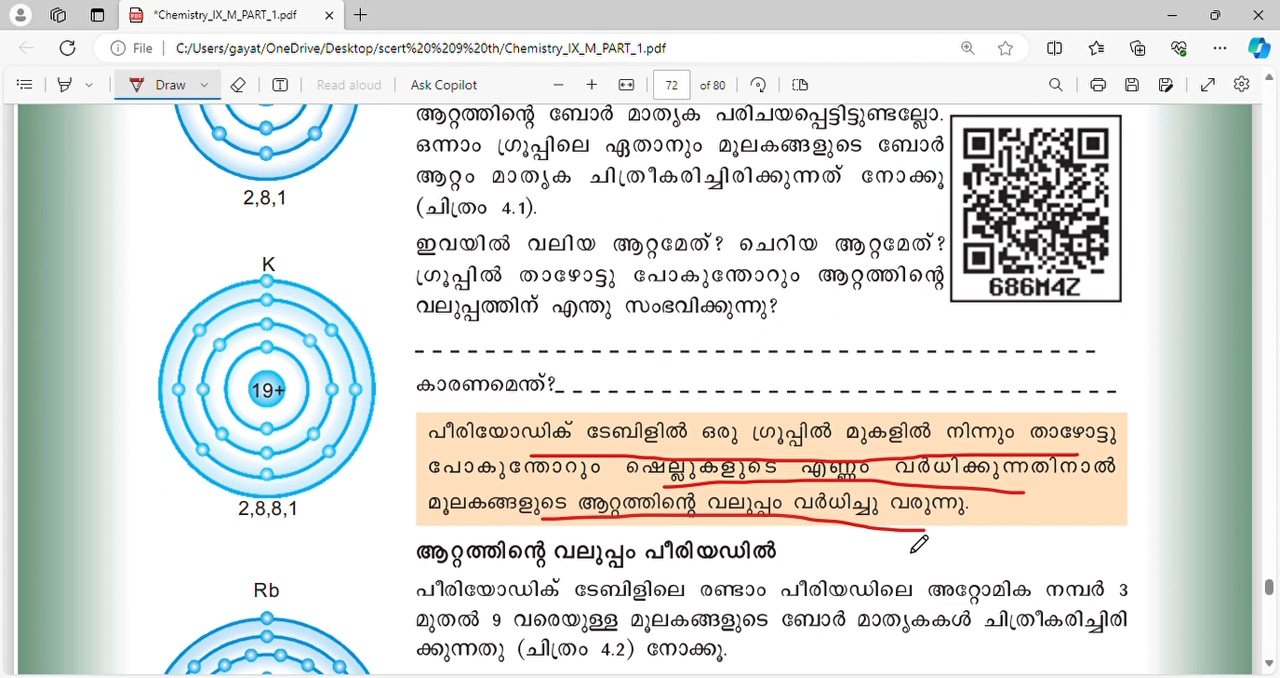 *Chemistry_IX_M_PART_1.pdf
File
C:/Users/gayat/OneDrive/Desktop/scert%20%209%20th/Chemistry_IX_M_PART_1.pdf
Draw
Read aloud
Ask Copilot
72 of 80
2,8,1
K
19+
2,8,8,1
Rb
ആറ്റത്തിന്റെ ബോർ മാതൃക പരിചയപ്പെട്ടിട്ടുണ്ടല്ലോ.
ഒന്നാം ഗ്രൂപ്പിലെ ഏതാനും മൂലകങ്ങളുടെ ബോർ
ആറ്റം മാതൃക ചിത്രീകരിച്ചിരിക്കുന്നത് നോക്കൂ
(ചിത്രം 4.1).
ഇവയിൽ വലിയ ആറ്റമേത്? ചെറിയ ആറ്റമേത്?
ഗ്രൂപ്പിൽ താഴോട്ടു പോകുന്തോറും ആറ്റത്തിന്റെ
വലുപ്പത്തിന് എന്തു സംഭവിക്കുന്നു?
കാരണമെന്ത്?
686M4Z
പീരിയോഡിക് ടേബിളിൽ ഒരു ഗ്രൂപ്പിൽ മുകളിൽ നിന്നും താഴോട്ടു
പോകുന്തോറും ഷെല്ലുകളുടെ എണ്ണം വർധിക്കുന്നതിനാൽ
മൂലകങ്ങളുടെ ആറ്റത്തിന്റെ വലുപ്പം വർധിച്ചു വരുന്നു.
ആറ്റത്തിന്റെ വലുപ്പം പീരിയഡിൽ
പീരിയോഡിക് ടേബിളിലെ രണ്ടാം പീരിയഡിലെ അറ്റോമിക നമ്പർ 3
മുതൽ 9 വരെയുള്ള മൂലകങ്ങളുടെ ബോർ മാതൃകകൾ ചിത്രീകരിച്ചിരി
ക്കുന്നതു (ചിത്രം 4.2) നോക്കൂ.